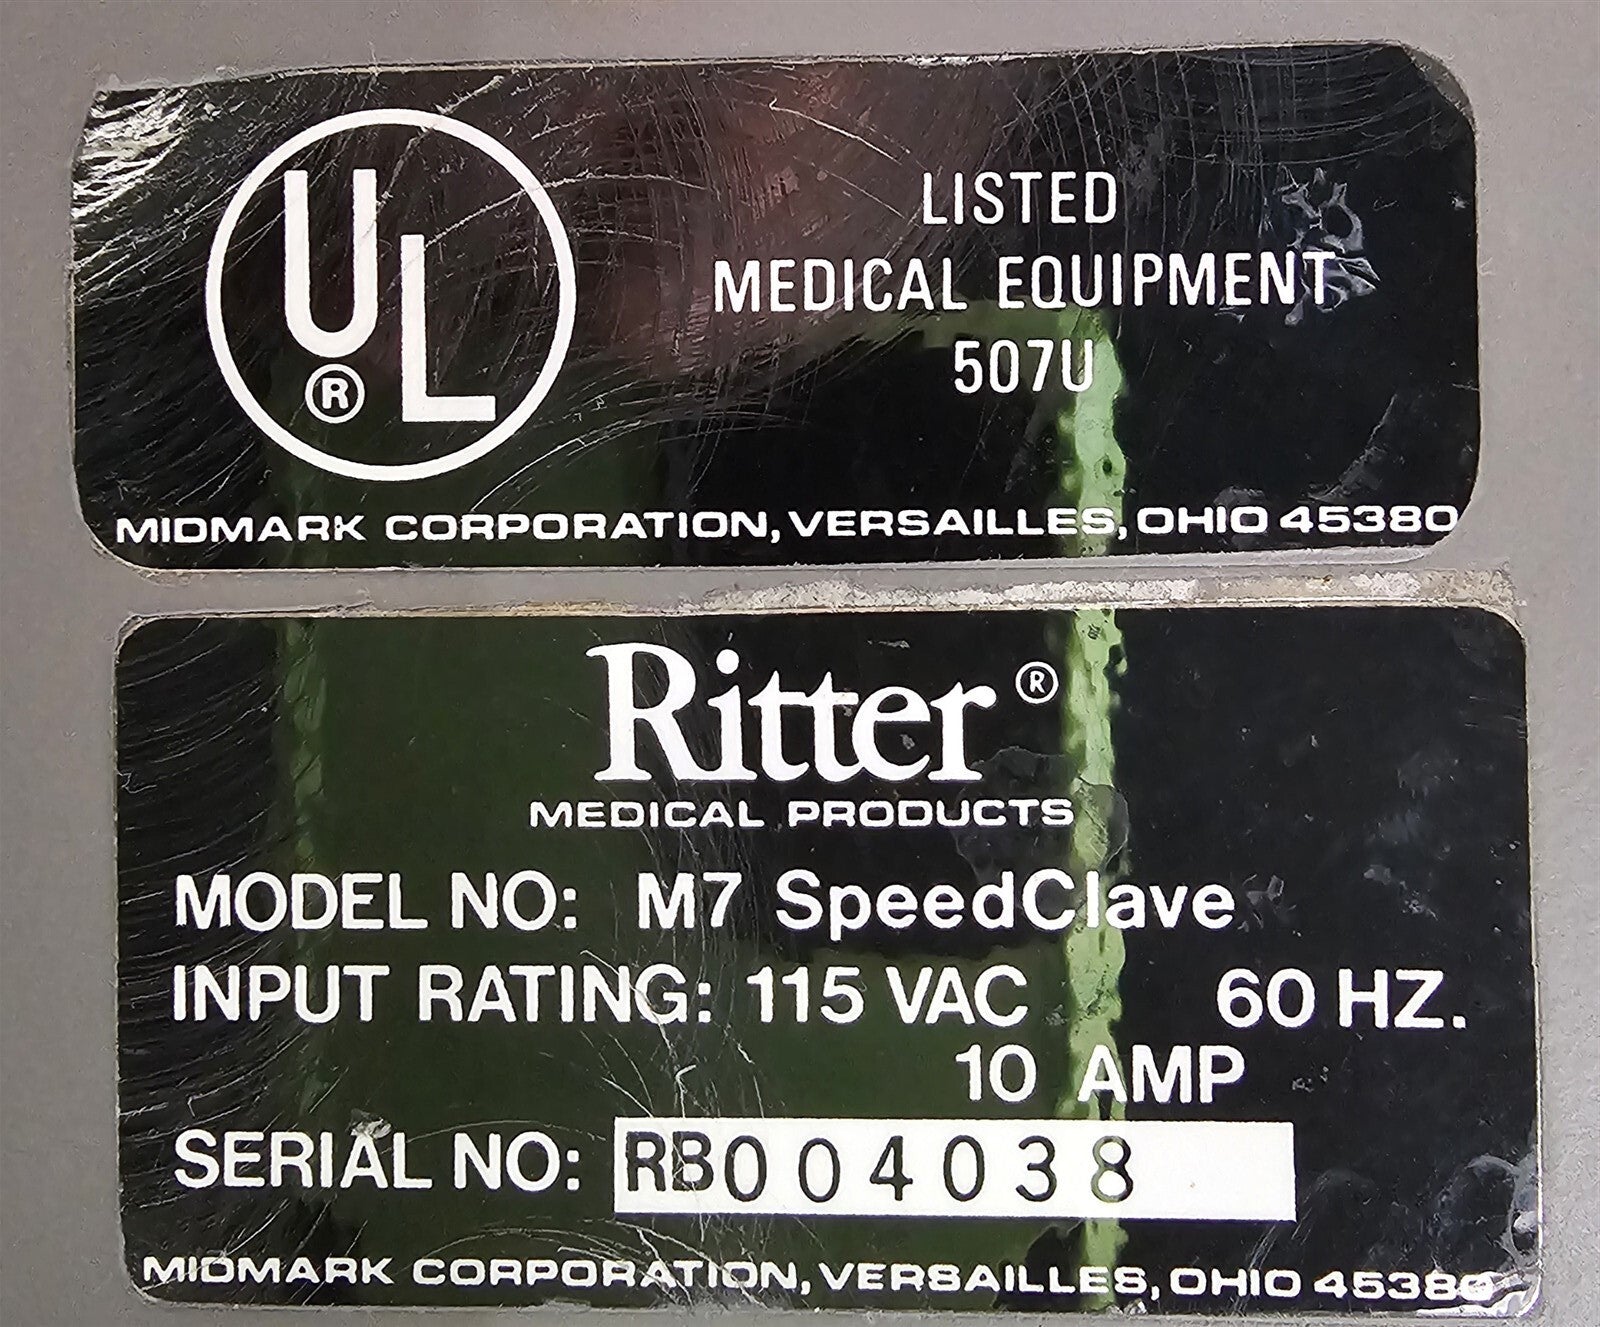 UL®
LISTED
MEDICAL EQUIPMENT
507U
MIDMARK CORPORATION, VERSAILLES, OHIO 45380
Ritter®
MEDICAL PRODUCTS
MODEL NO: M7 SpeedClave
INPUT RATING: 115 VAC 60 HZ.
10 AMP
SERIAL NO: RB004038
MIDMARK CORPORATION, VERSAILLES, OHIO 45380